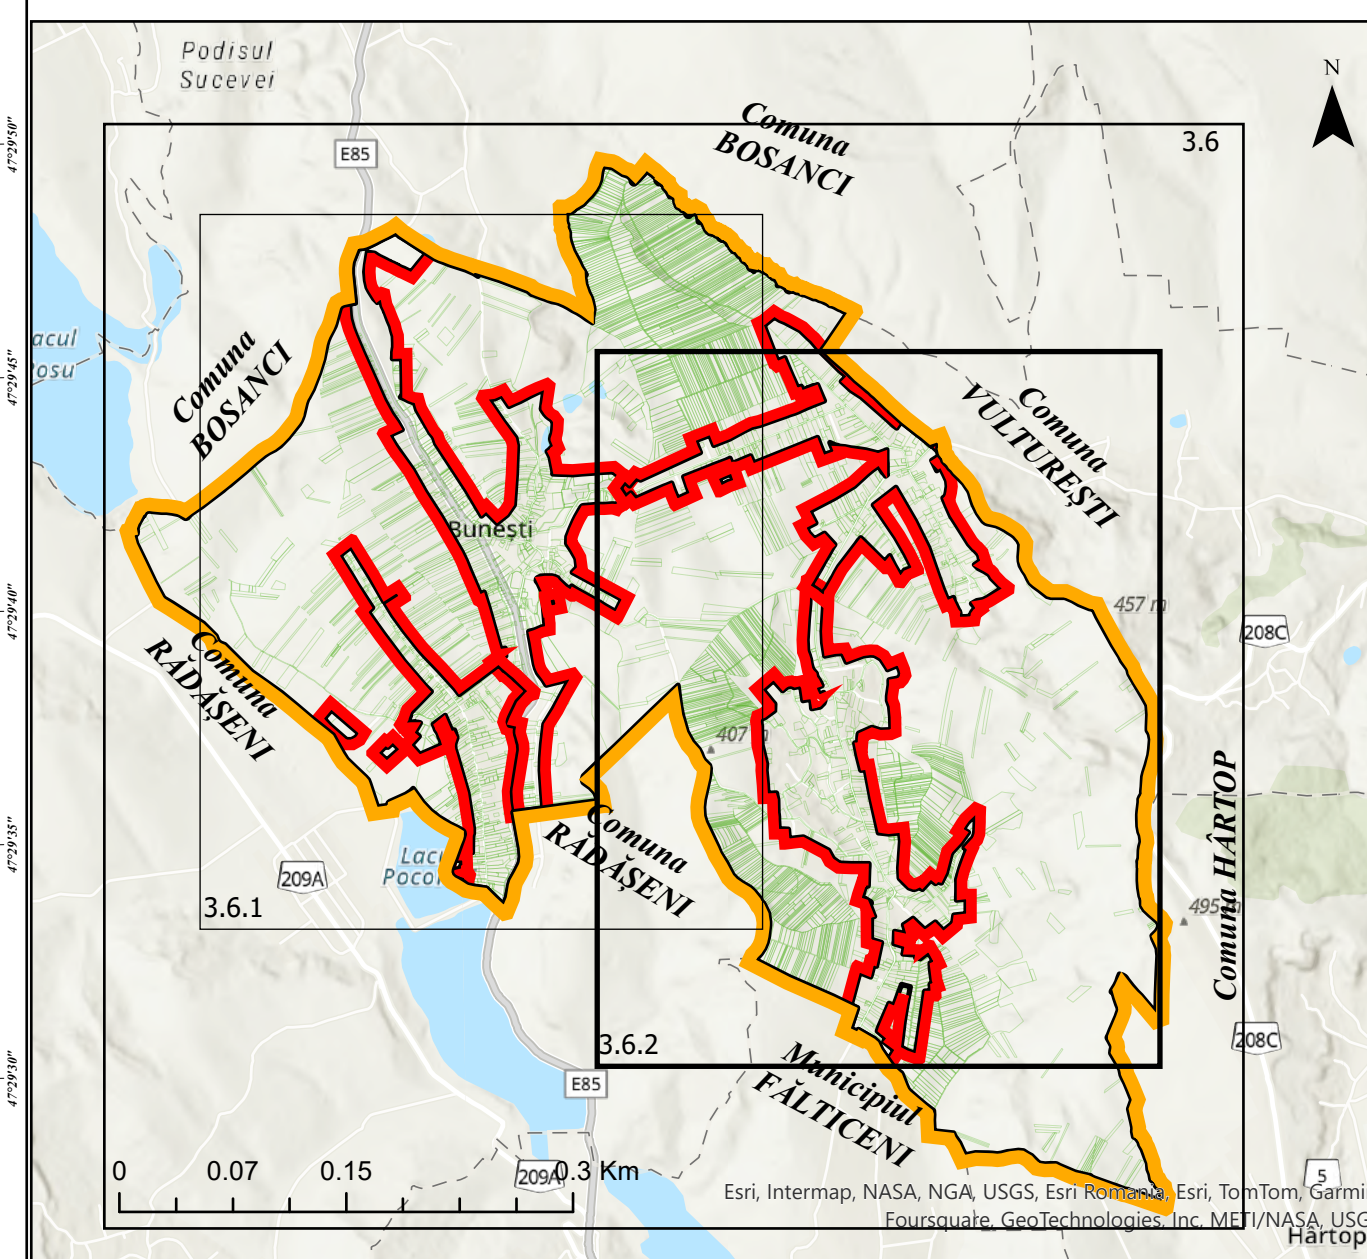 Podisul
Sucevei
N
E85
Comuna
BOSANCI
3.6
47°29'50"
47°29'45"
47°29'40"
47°29'35"
47°29'30"
acul
osu
Comuna
BOSANCI
Comuna
VULTUREȘTI
Bunești
457 m
208C
Comuna
RĂDĂȘENI
407 m
Comuna HÂRTOP
Comuna
RĂDĂȘENI
209A
Lacu
Poco
3.6.1
495 m
3.6.2
Municipiul
FĂLTICENI
208C
E85
0 0.07 0.15 0.3 Km
209A
5
Esri, Intermap, NASA, NGA, USGS, Esri Romania, Esri, TomTom, Garmi
Foursquare, GeoTechnologies, Inc, METI/NASA, USG
Hârtop